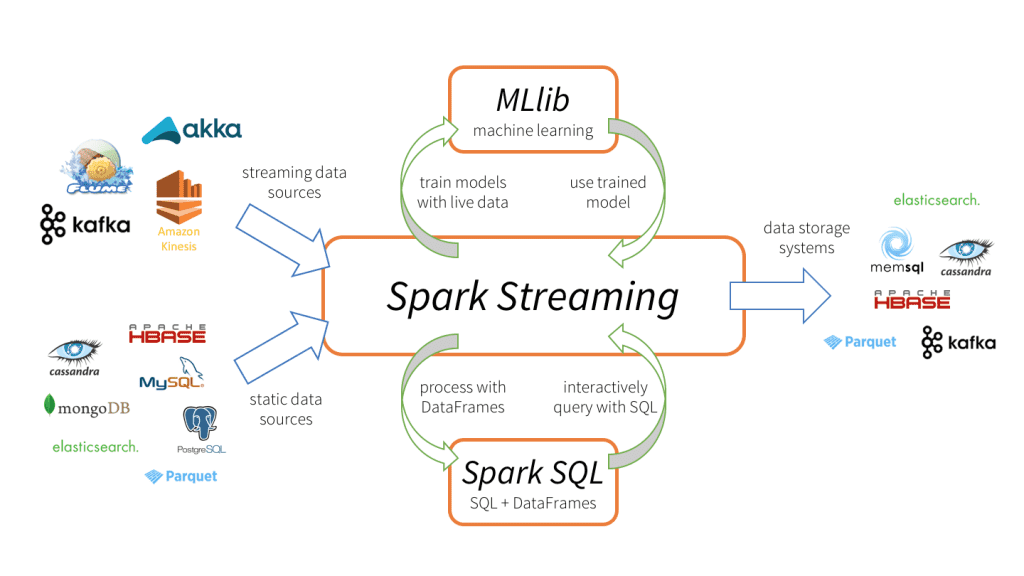 MLlib
machine learning
akka
FLUME
kafka
Amazon
Kinesis
streaming data
sources
train models
with live data
use trained
model
Spark Streaming
data storage
systems
elasticsearch.
memsql
cassandra
APACHE
HBASE
Parquet
kafka
APACHE
HBASE
cassandra
MySQL
mongoDB
PostgreSQL
elasticsearch.
Parquet
static data
sources
process with
DataFrames
interactively
query with SQL
Spark SQL
SQL + DataFrames